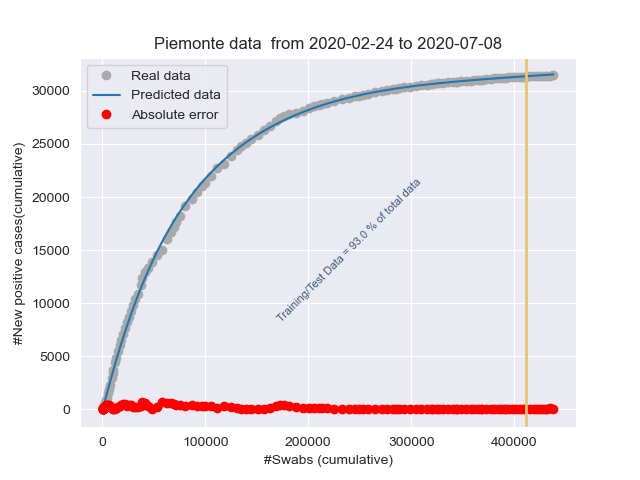 Piemonte data  from 2020-02-24 to 2020-07-08
Real data
Predicted data
Absolute error
30000
25000
20000
15000
10000
5000
0
#New positive cases(cumulative)
Training/Test Data = 93.0 % of total data
0 100000 200000 300000 400000
#Swabs (cumulative)